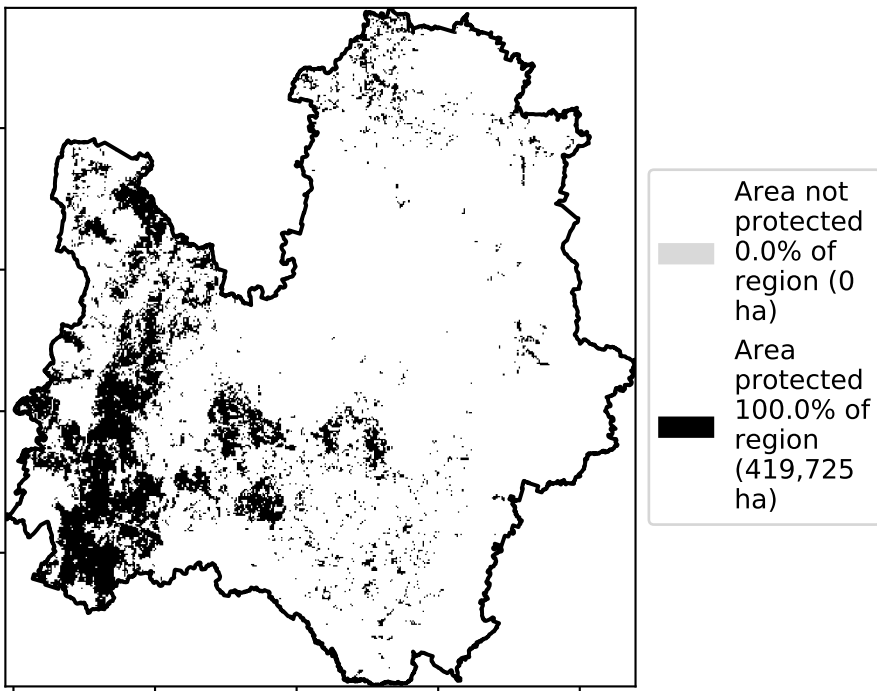 Area not
protected
0.0% of
region (0
ha)
Area
protected
100.0% of
region
(419,725
ha)